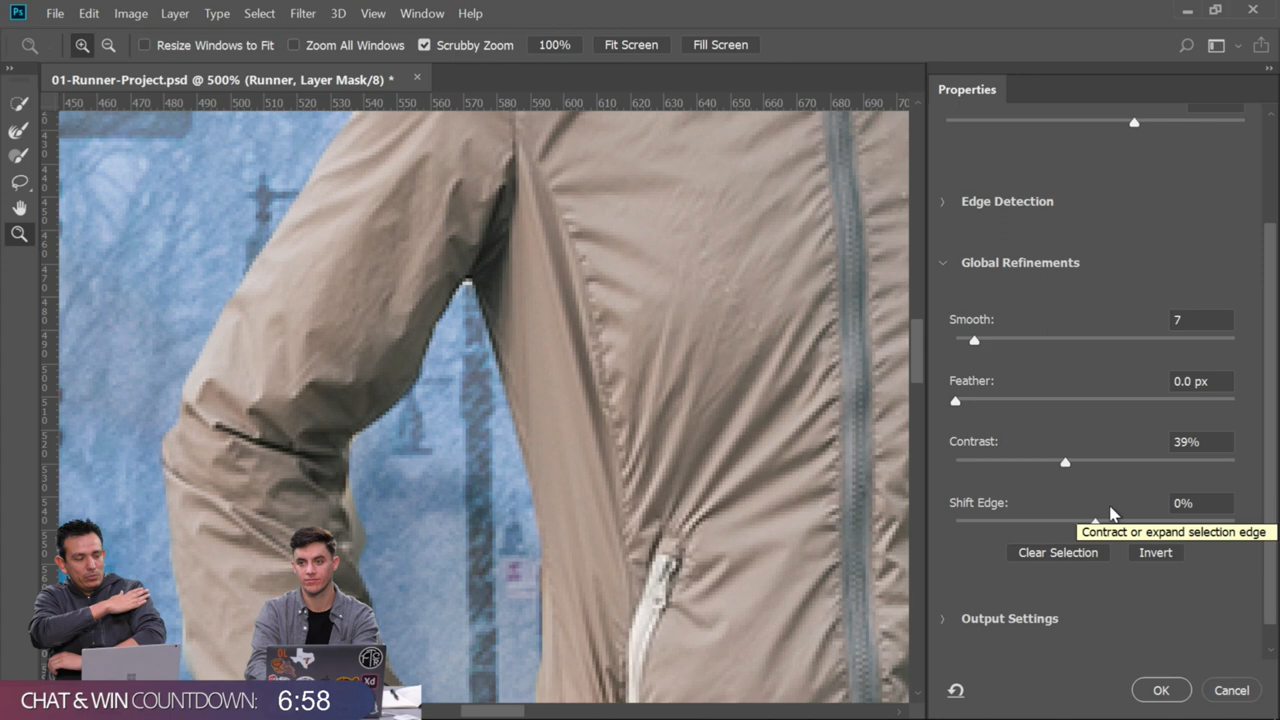 Ps File Edit Image Layer Type Select Filter 3D View Window Help
Resize Windows to Fit Zoom All Windows Scrubby Zoom 100% Fit Screen Fill Screen
01-Runner-Project.psd @ 500% (Runner, Layer Mask/8) *
Properties
450 460 470 480 490 500 510 520 530 540 550 560 570 580 590 600 610 620 630 640 650 660 670 680 690 70
Edge Detection
Global Refinements
Smooth: 7
Feather: 0.0 px
Contrast: 39%
Shift Edge: 0%
Contract or expand selection edge
Clear Selection Invert
Output Settings
Xd
CHAT & WIN COUNTDOWN: 6:58
OK Cancel